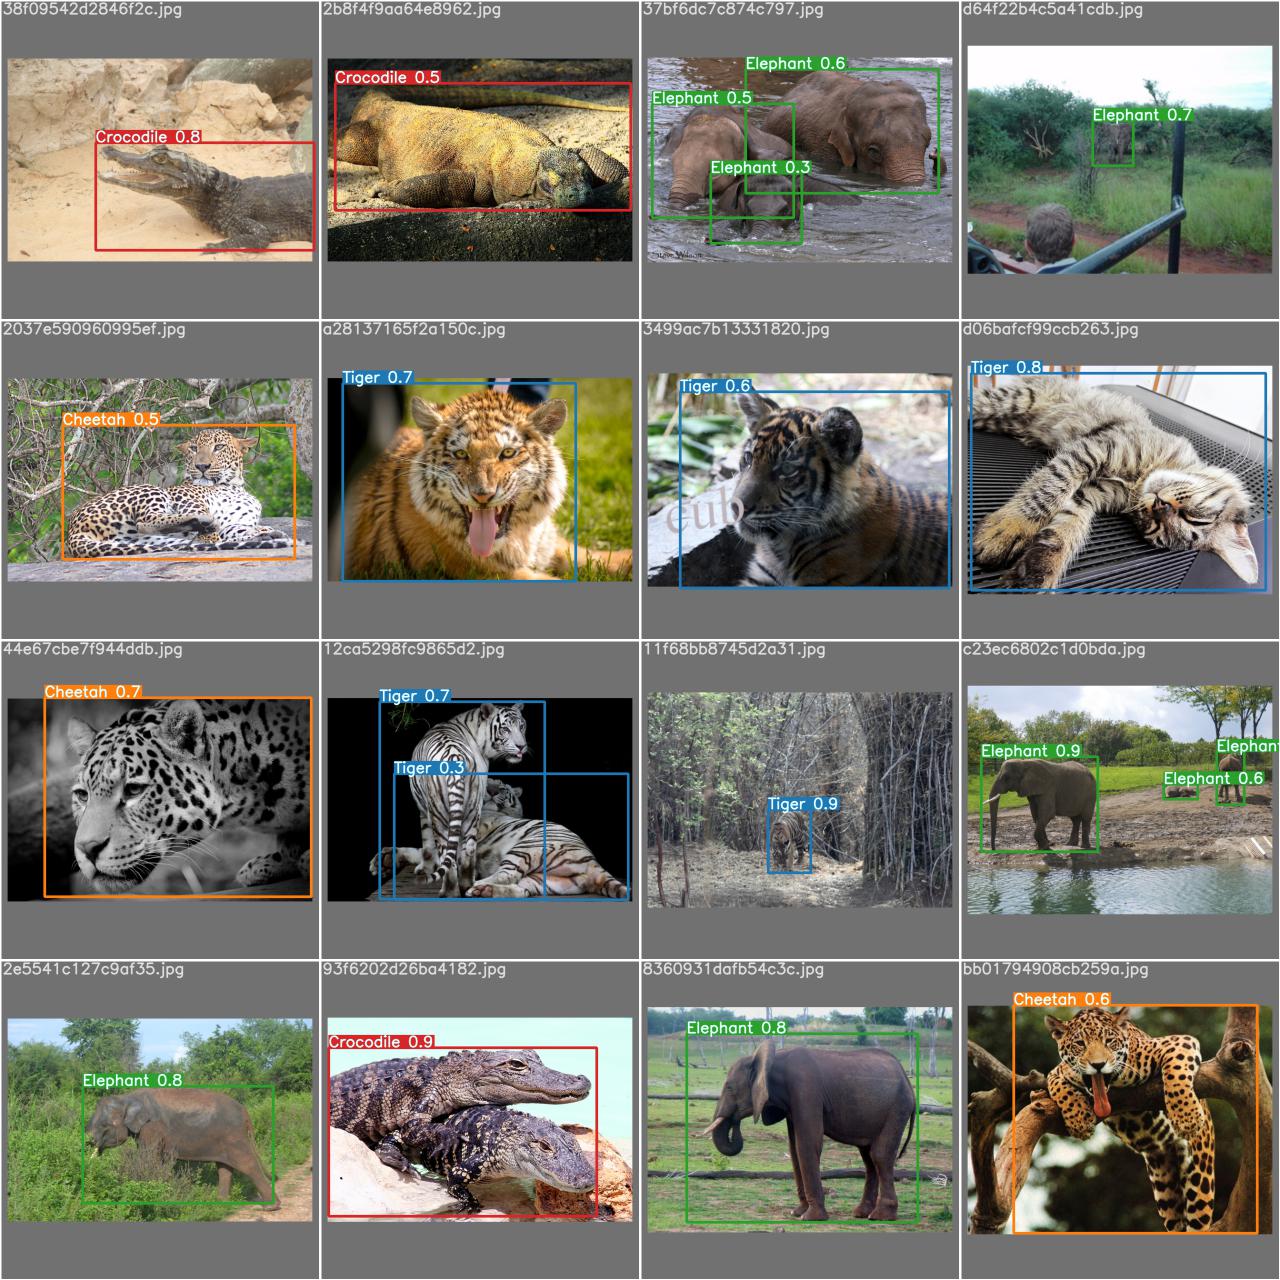 38f09542d2846f2c.jpg
2b8f4f9aa64e8962.jpg
37bf6dc7c874c797.jpg
d64f22b4c5a41cdb.jpg
Crocodile 0.8
Crocodile 0.5
Elephant 0.6
Elephant 0.5
Elephant 0.3
Steve Wilson
Elephant 0.7
2037e590960995ef.jpg
a28137165f2a150c.jpg
3499ac7b13331820.jpg
d06bafcf99ccb263.jpg
Cheetah 0.5
Tiger 0.7
Tiger 0.6
cub
Tiger 0.8
44e67cbe7f944ddb.jpg
12ca5298fc9865d2.jpg
11f68bb8745d2a31.jpg
c23ec6802c1d0bda.jpg
Cheetah 0.7
Tiger 0.7
Tiger 0.3
Tiger 0.9
Elephant 0.9
Elephant 0.6
Elephan
2e5541c127c9af35.jpg
93f6202d26ba4182.jpg
8360931dafb54c3c.jpg
bb01794908cb259a.jpg
Elephant 0.8
Crocodile 0.9
Elephant 0.8
Cheetah 0.6